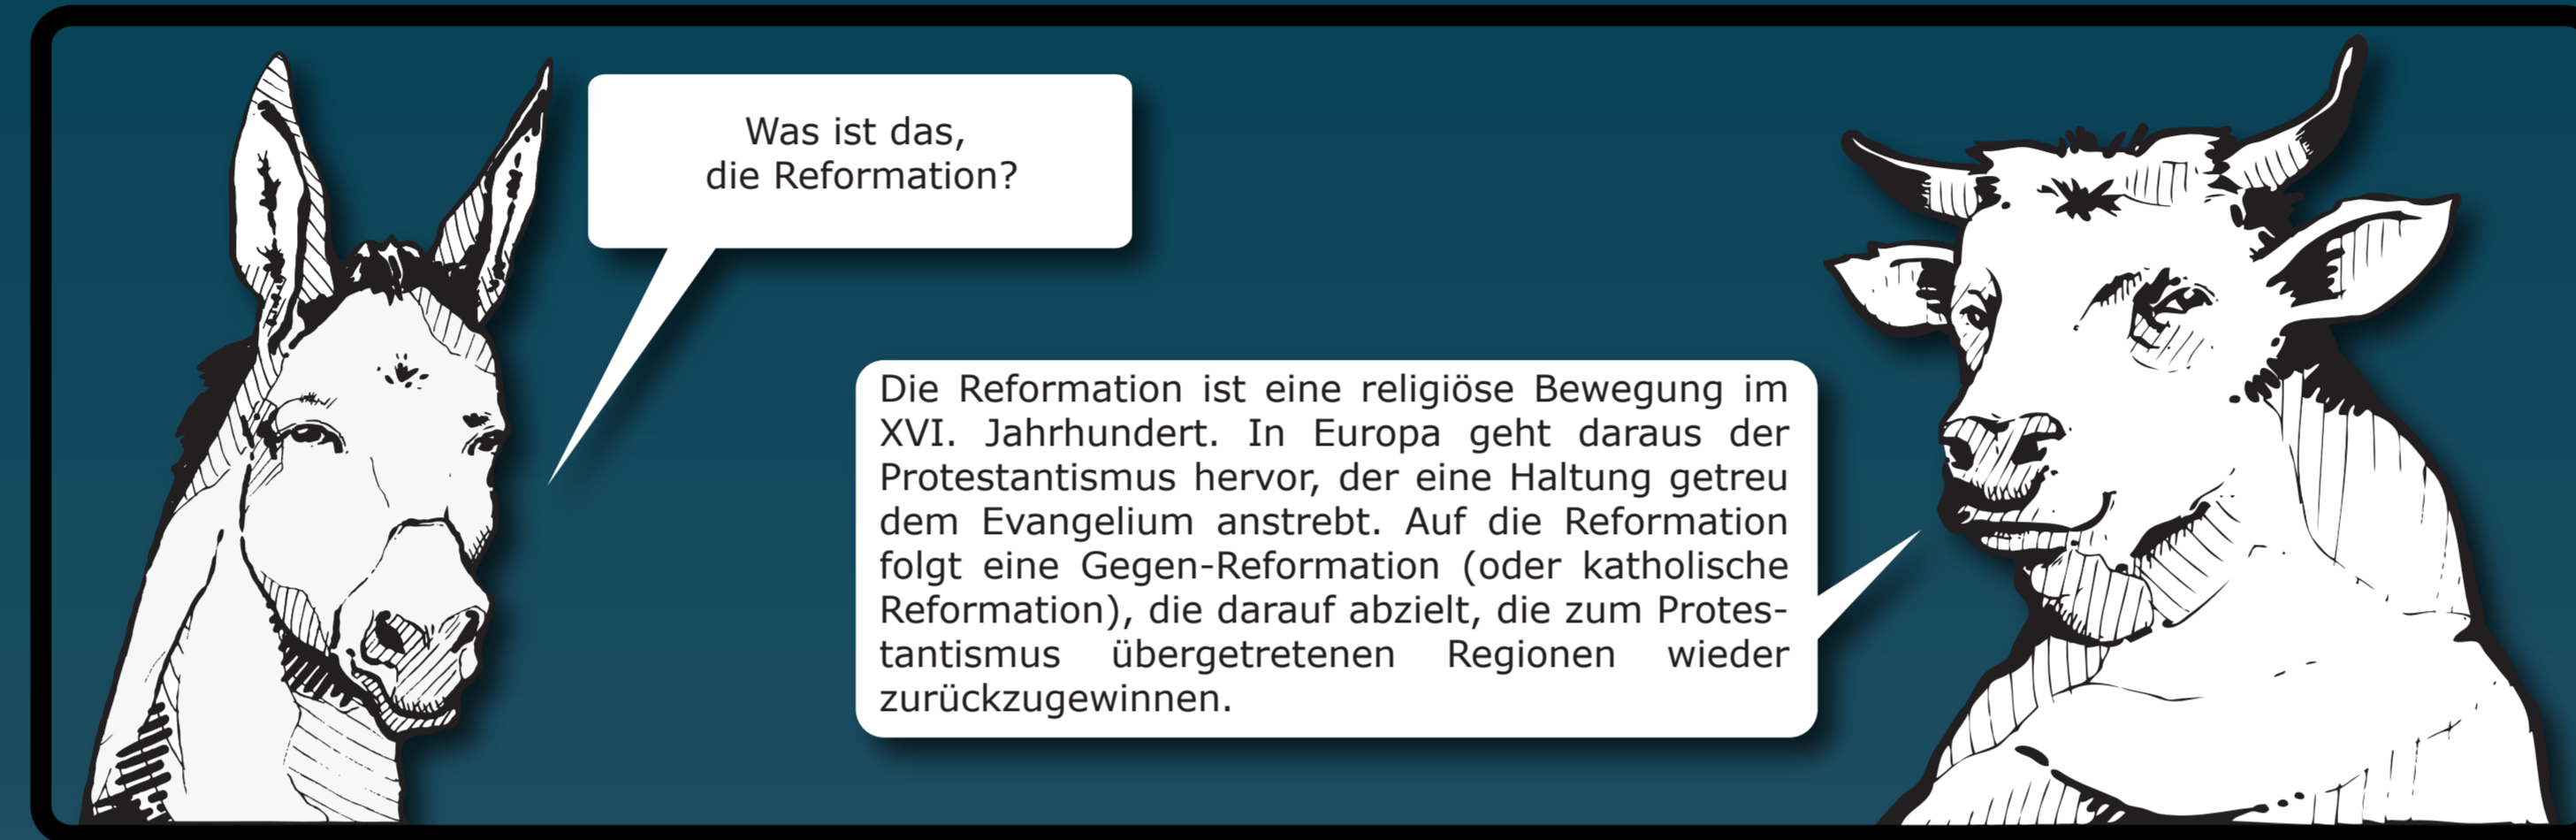 Was ist das,
die Reformation?
Die Reformation ist eine religiöse Bewegung im
XVI. Jahrhundert. In Europa geht daraus der
Protestantismus hervor, der eine Haltung getreu
dem Evangelium anstrebt. Auf die Reformation
folgt eine Gegen-Reformation (oder katholische
Reformation), die darauf abzielt, die zum Protes-
tantismus übergetretenen Regionen wieder
zurückzugewinnen.